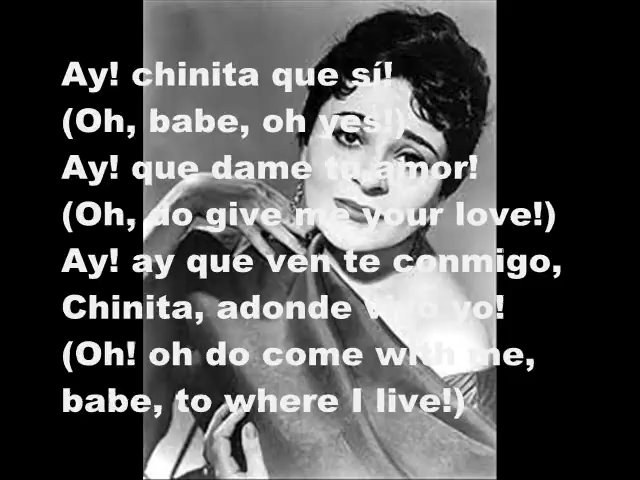 Ay! chinita que sí!
(Oh, babe, oh yes!)
Ay! que dame tu amor!
(Oh, do give me your love!)
Ay! ay que ven te conmigo,
Chinita, adonde vivo yo!
(Oh! oh do come with me,
babe, to where I live!)